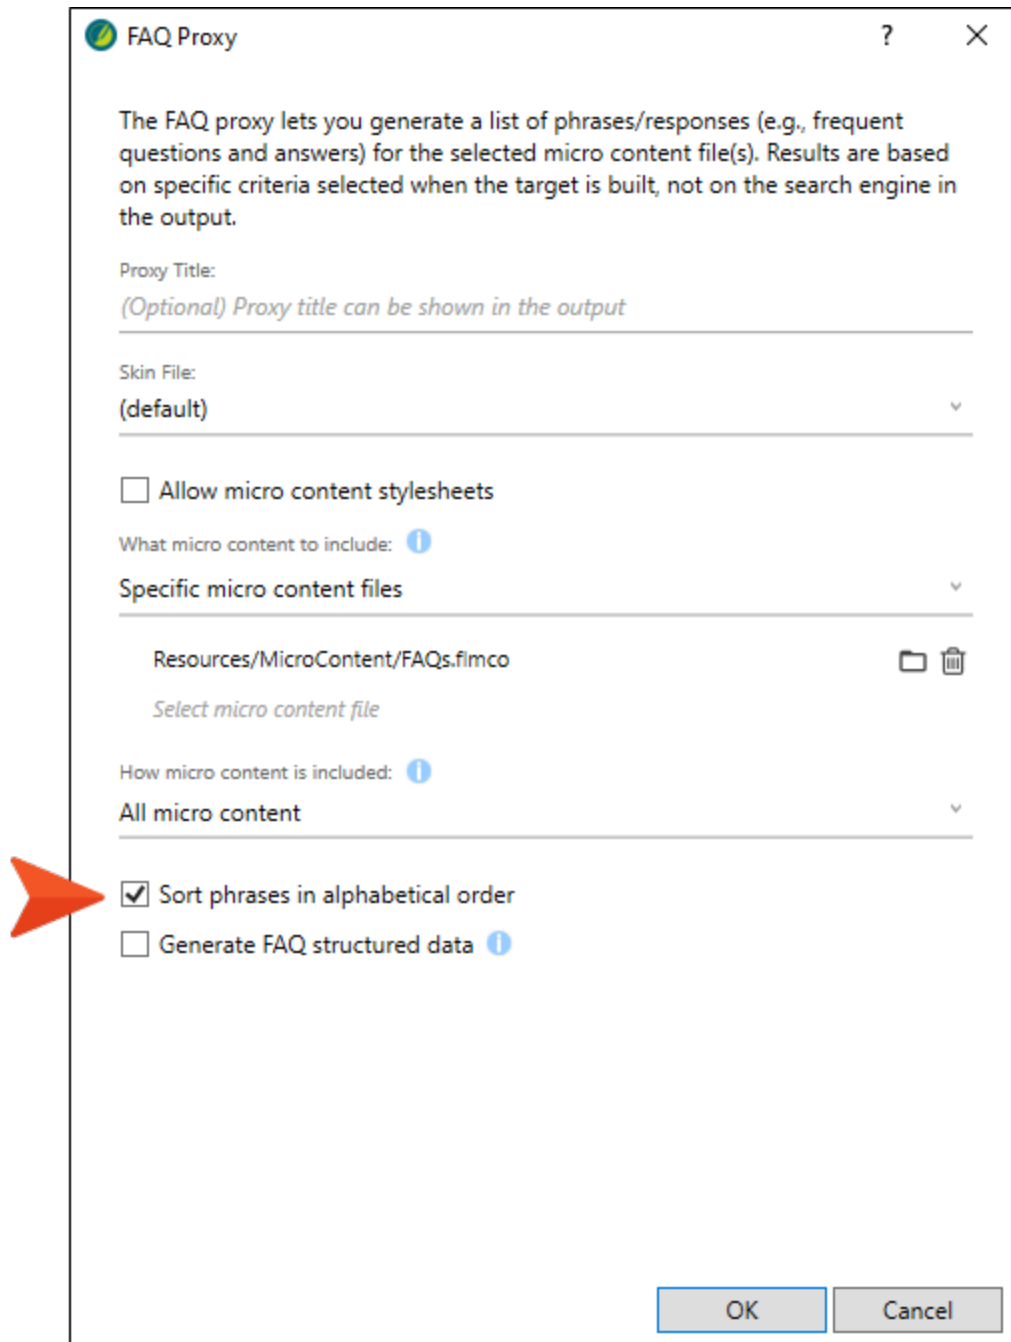 FAQ Proxy ?
The FAQ proxy lets you generate a list of phrases/responses (e.g., frequent
questions and answers) for the selected micro content file(s). Results are based
on specific criteria selected when the target is built, not on the search engine in
the output.
Proxy Title:
(Optional) Proxy title can be shown in the output
Skin File:
(default)
Allow micro content stylesheets
What micro content to include: i
Specific micro content files
Resources/MicroContent/FAQs.flmco
Select micro content file
How micro content is included: i
All micro content
Sort phrases in alphabetical order
Generate FAQ structured data i
OK Cancel